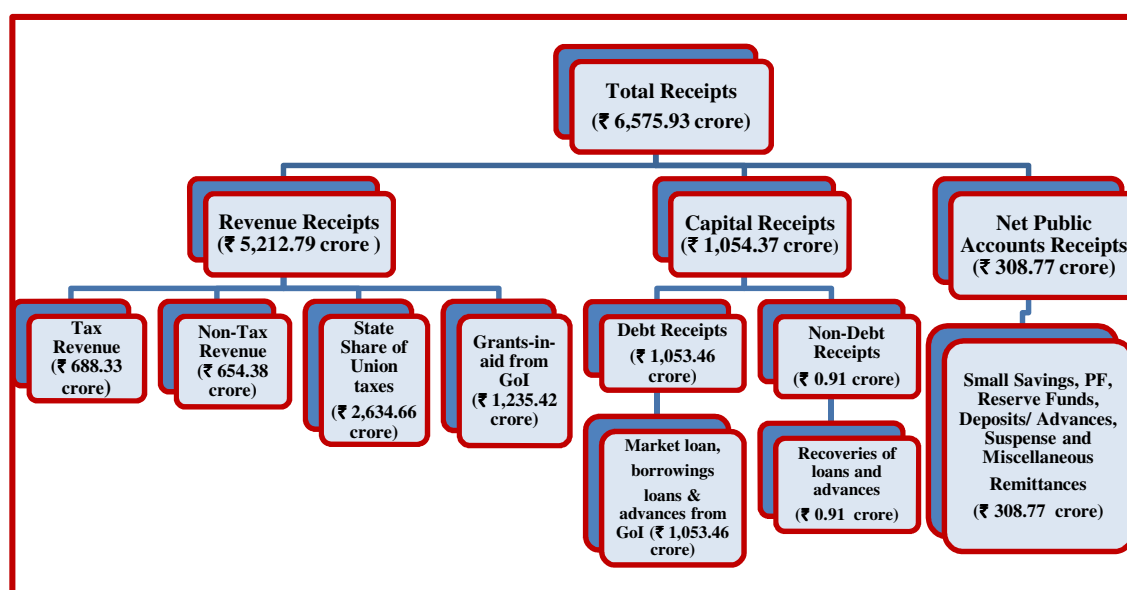 Total Receipts
(₹ 6,575.93 crore)
Revenue Receipts
(₹ 5,212.79 crore )
Capital Receipts
(₹ 1,054.37 crore)
Net Public
Accounts Receipts
(₹ 308.77 crore)
Tax
Revenue
(₹ 688.33
crore)
Non-Tax
Revenue
(₹ 654.38
crore)
State
Share of
Union
taxes
(₹ 2,634.66
crore)
Grants-in-
aid from
GoI
(₹ 1,235.42
crore)
Debt Receipts
(₹ 1,053.46
crore)
Non-Debt
Receipts
(₹ 0.91 crore)
Market loan,
borrowings
loans &
advances from
GoI (₹ 1,053.46
crore)
Recoveries of
loans and
advances
(₹ 0.91 crore)
Small Savings, PF,
Reserve Funds,
Deposits/ Advances,
Suspense and
Miscellaneous
Remittances
(₹ 308.77 crore)